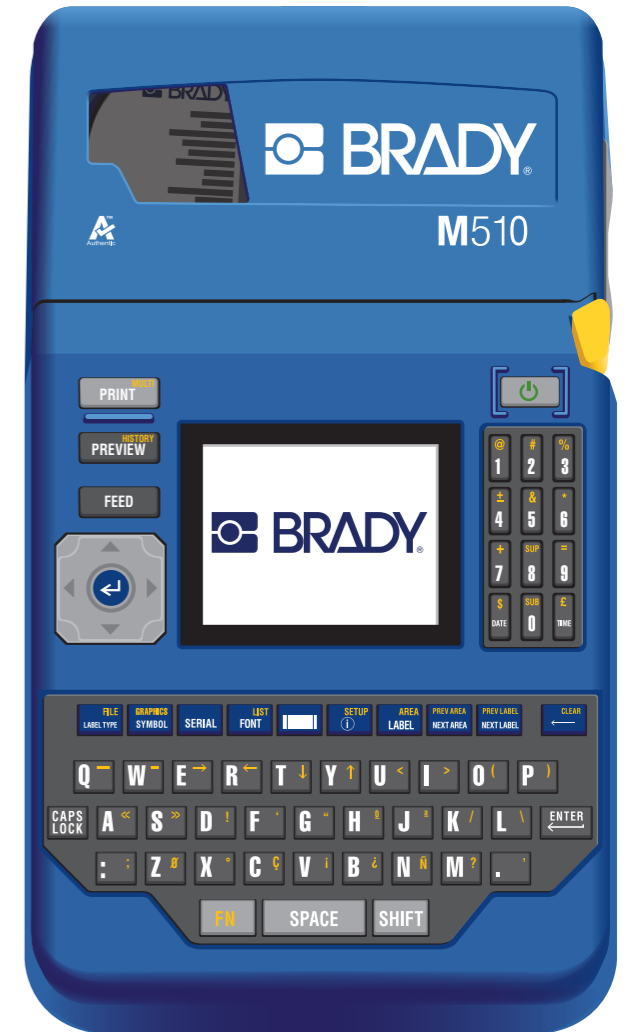 BRADY
BRADY®
Authentic™
M510
MULTI
PRINT
HISTORY
PREVIEW
FEED
BRADY®
@ # %
1 2 3
± & *
4 5 6
+ SUP =
7 8 9
$ SUB £
DATE 0 TIME
FILE GRAPHICS LIST SETUP AREA PREV AREA PREV LABEL CLEAR
LABEL TYPE SYMBOL SERIAL FONT LABEL NEXT AREA NEXT LABEL ←
Q — W - E → R ← T ↓ Y ↑ U < I > O ( P )
CAPS LOCK A « S » D ! F ' G “ H º J ª K / L \ ENTER
: ; Z Ø X ° C Ç V ¡ B ¿ N Ñ M ? . ’
FN SPACE SHIFT